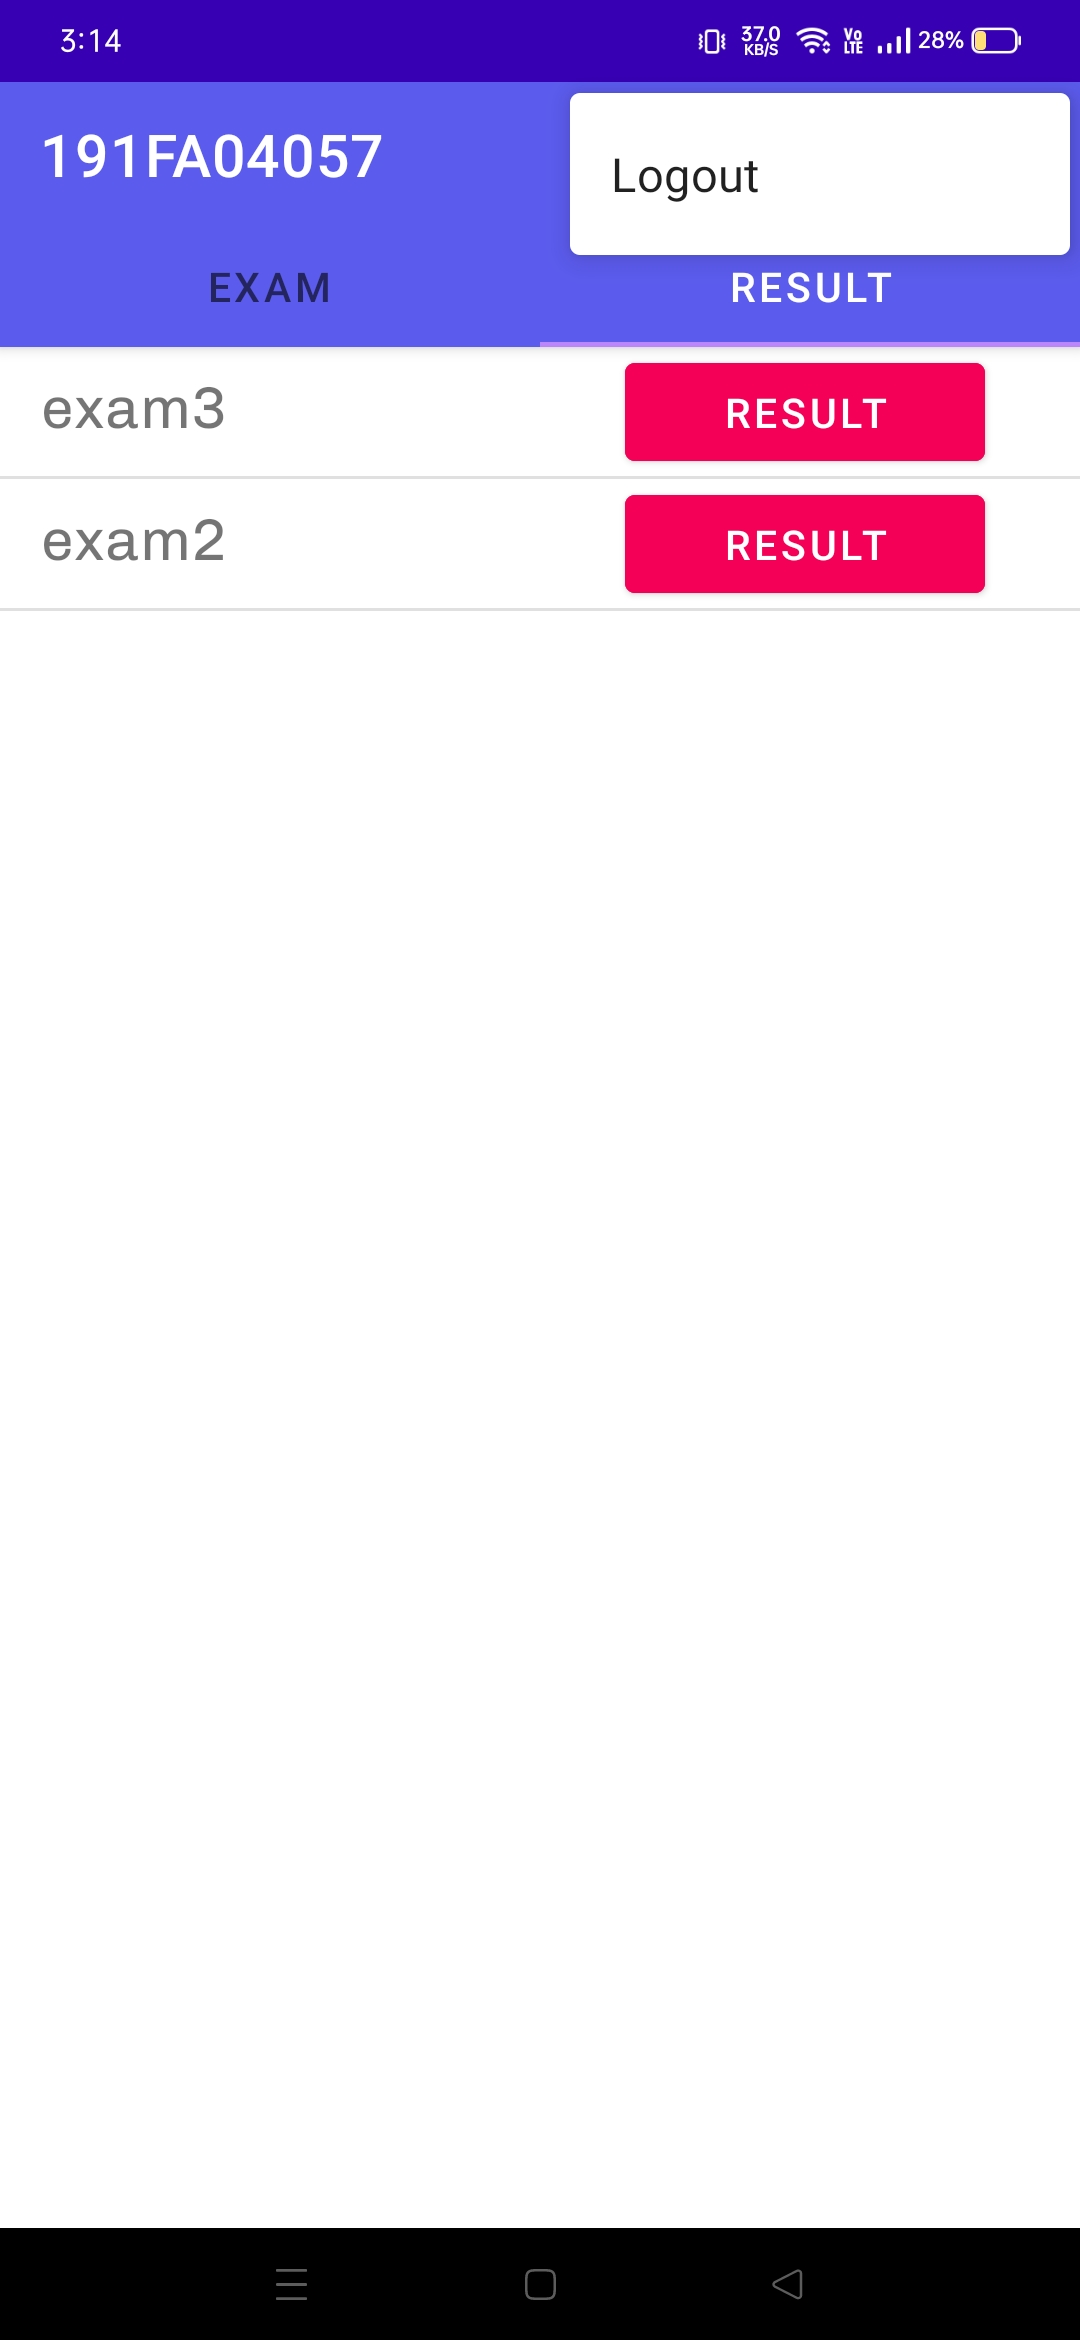 3:14
37.0
KB/S
Vo
LTE
28%
191FA04057
Logout
EXAM
RESULT
exam3
RESULT
exam2
RESULT